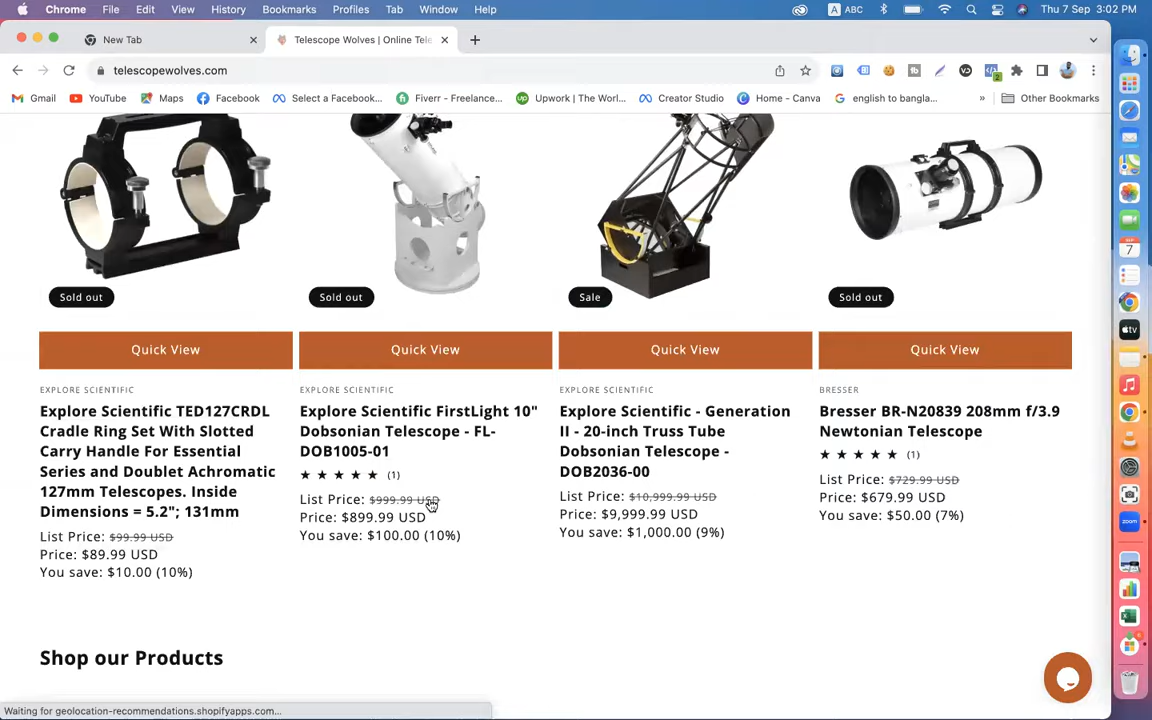 Chrome File Edit View History Bookmarks Profiles Tab Window Help A ABC Thu 7 Sep 3:02 PM
New Tab Telescope Wolves | Online Tele
telescopewolves.com
Gmail YouTube Maps Facebook Select a Facebook... Fiverr - Freelance... Upwork | The Worl... Creator Studio Home - Canva english to bangla... » Other Bookmarks
Sold out Sold out Sale Sold out
Quick View Quick View Quick View Quick View
EXPLORE SCIENTIFIC
Explore Scientific TED127CRDL
Cradle Ring Set With Slotted
Carry Handle For Essential
Series and Doublet Achromatic
127mm Telescopes. Inside
Dimensions = 5.2"; 131mm
List Price: $99.99 USD
Price: $89.99 USD
You save: $10.00 (10%)
EXPLORE SCIENTIFIC
Explore Scientific FirstLight 10"
Dobsonian Telescope - FL-
DOB1005-01
★ ★ ★ ★ ★ (1)
List Price: $999.99 USD
Price: $899.99 USD
You save: $100.00 (10%)
EXPLORE SCIENTIFIC
Explore Scientific - Generation
II - 20-inch Truss Tube
Dobsonian Telescope -
DOB2036-00
List Price: $10,999.99 USD
Price: $9,999.99 USD
You save: $1,000.00 (9%)
BRESSER
Bresser BR-N20839 208mm f/3.9
Newtonian Telescope
★ ★ ★ ★ ★ (1)
List Price: $729.99 USD
Price: $679.99 USD
You save: $50.00 (7%)
Shop our Products
Waiting for geolocation-recommendations.shopifyapps.com...